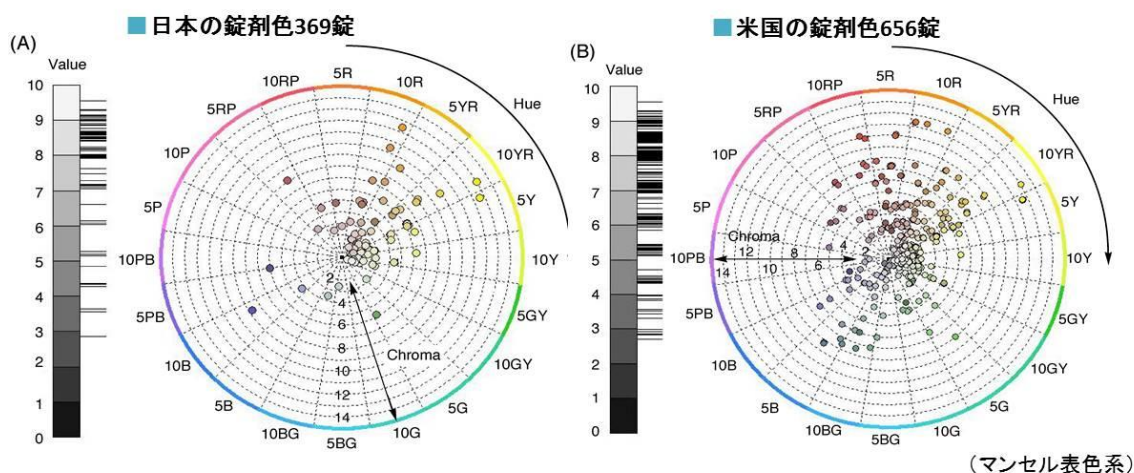 日本の錠剤色369錠
(A)
Value
10
9
8
7
6
5
4
3
2
1
0
5R
10R
5YR
10YR
5Y
10Y
5GY
10GY
5G
10G
5BG
10BG
5B
10B
5PB
10PB
5P
10P
5RP
10RP
Hue
2
4
6
8
10
12
14
Chroma
米国の錠剤色656錠
(B)
Value
10
9
8
7
6
5
4
3
2
1
0
5R
10R
5YR
10YR
5Y
10Y
5GY
10GY
5G
10G
5BG
10BG
5B
10B
5PB
10PB
5P
10P
5RP
10RP
Hue
Chroma
14
12
10
8
6
4
2
(マンセル表色系)